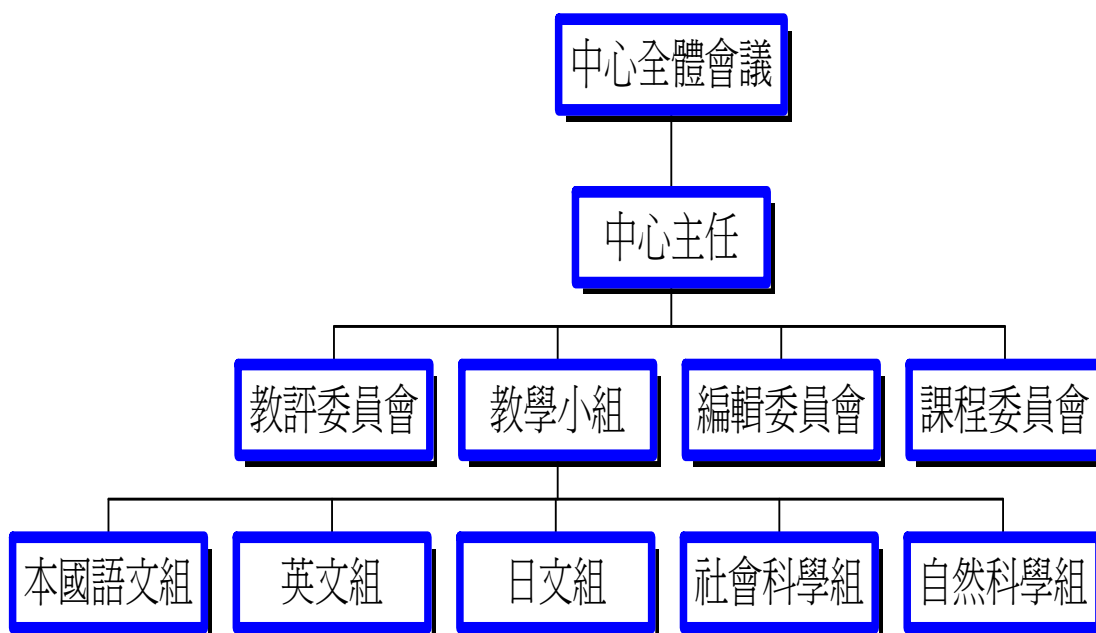 中心全體會議
中心主任
教評委員會
教學小組
編輯委員會
課程委員會
本國語文組
英文組
日文組
社會科學組
自然科學組